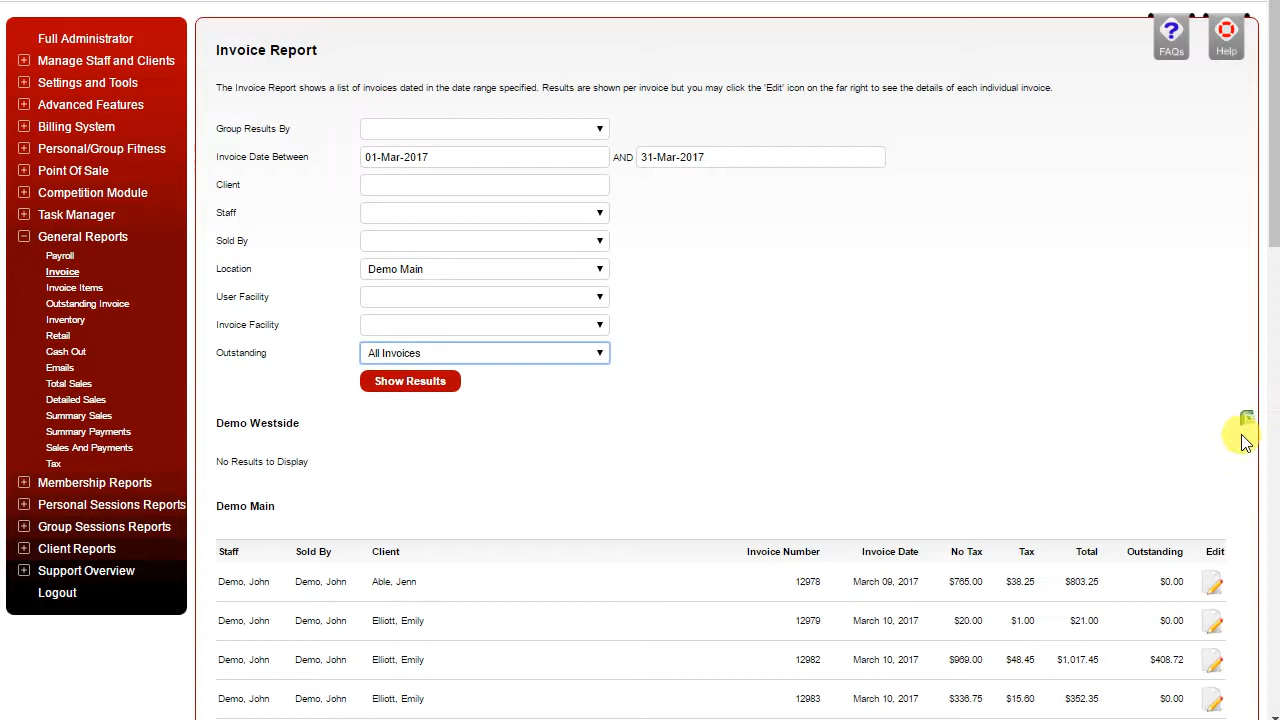 Full Administrator
Manage Staff and Clients
Settings and Tools
Advanced Features
Billing System
Personal/Group Fitness
Point Of Sale
Competition Module
Task Manager
General Reports
Payroll
Invoice
Invoice Items
Outstanding Invoice
Inventory
Retail
Cash Out
Emails
Total Sales
Detailed Sales
Summary Sales
Summary Payments
Sales And Payments
Tax
Membership Reports
Personal Sessions Reports
Group Sessions Reports
Client Reports
Support Overview
Logout
Invoice Report
? FAQs
Help
The Invoice Report shows a list of invoices dated in the date range specified. Results are shown per invoice but you may click the 'Edit' icon on the far right to see the details of each individual invoice.
Group Results By
Invoice Date Between 01-Mar-2017 AND 31-Mar-2017
Client
Staff
Sold By
Location Demo Main
User Facility
Invoice Facility
Outstanding All Invoices
Show Results
Demo Westside
No Results to Display
Demo Main
Staff Sold By Client Invoice Number Invoice Date No Tax Tax Total Outstanding Edit
Demo, John Demo, John Able, Jenn 12978 March 09, 2017 $765.00 $38.25 $803.25 $0.00
Demo, John Demo, John Elliott, Emily 12979 March 10, 2017 $20.00 $1.00 $21.00 $0.00
Demo, John Demo, John Elliott, Emily 12982 March 10, 2017 $969.00 $48.45 $1,017.45 $408.72
Demo, John Demo, John Elliott, Emily 12983 March 10, 2017 $336.75 $15.60 $352.35 $0.00